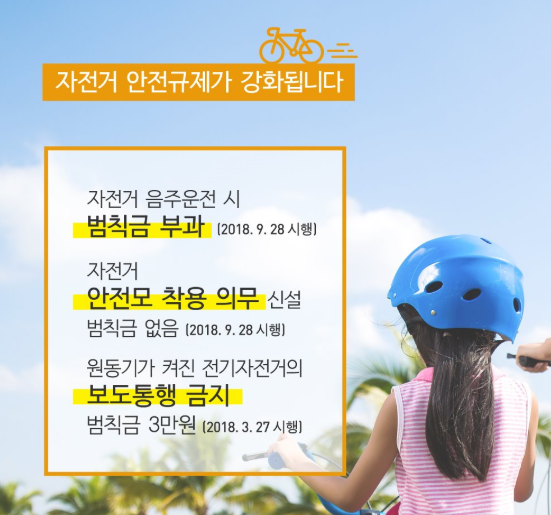 자전거 안전규제가 강화됩니다
자전거 음주운전 시
범칙금 부과 (2018. 9. 28 시행)
자전거
안전모 착용 의무 신설
범칙금 없음 (2018. 9. 28 시행)
원동기가 켜진 전기자전거의
보도통행 금지
범칙금 3만원 (2018. 3. 27 시행)